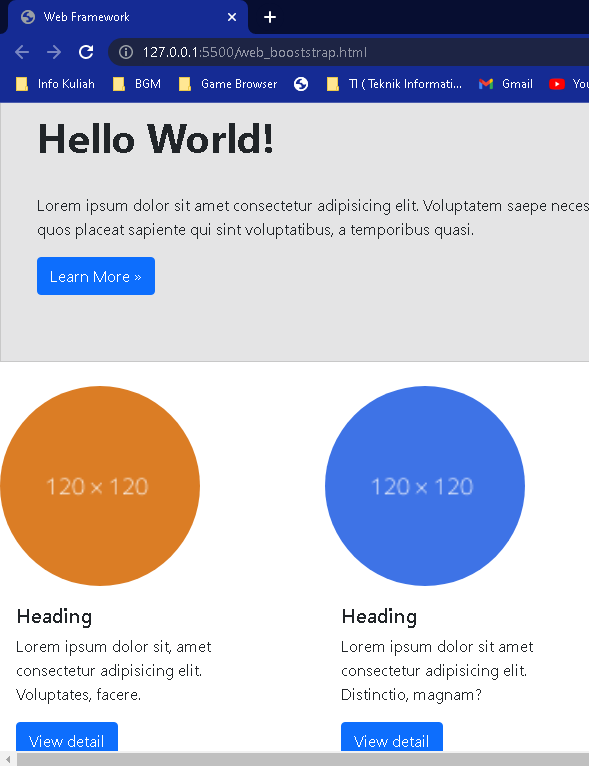 Web Framework
127.0.0.1:5500/web_booststrap.html
Info Kuliah BGM Game Browser TI ( Teknik Informati... Gmail You
Hello World!
Lorem ipsum dolor sit amet consectetur adipisicing elit. Voluptatem saepe neces
quos placeat sapiente qui sint voluptatibus, a temporibus quasi.
Learn More »
120 × 120
120 × 120
Heading
Lorem ipsum dolor sit, amet
consectetur adipisicing elit.
Voluptates, facere.
View detail
Heading
Lorem ipsum dolor sit amet
consectetur adipisicing elit.
Distinctio, magnam?
View detail